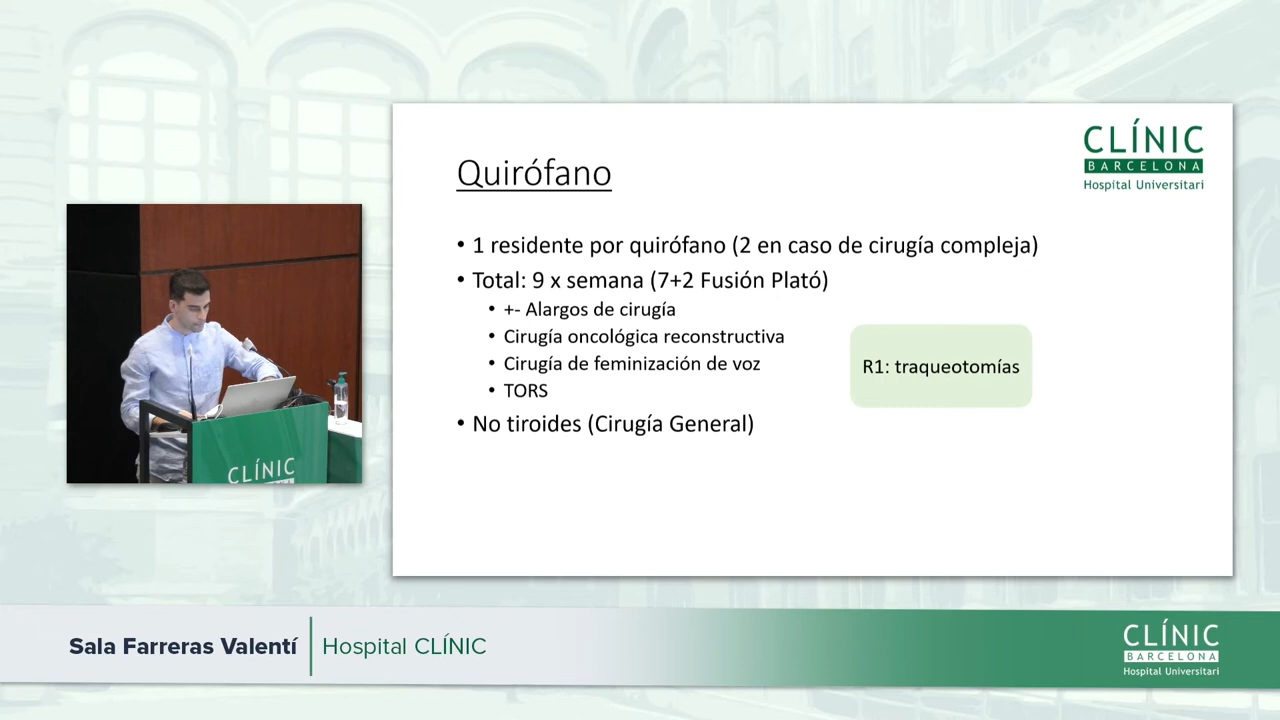 CLÍNIC
BARCELONA
Hospital Universitari
Quirófano
• 1 residente por quirófano (2 en caso de cirugía compleja)
• Total: 9 x semana (7+2 Fusión Plató)
• +- Alargos de cirugía
• Cirugía oncológica reconstructiva
• Cirugía de feminización de voz
• TORS
R1: traqueotomías
• No tiroides (Cirugía General)
CLÍNIC
Sala Farreras Valentí
Hospital CLÍNIC
CLÍNIC
BARCELONA
Hospital Universitari